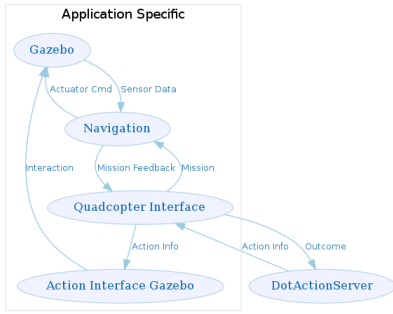 Application Specific
Gazebo
Actuator Cmd
Sensor Data
Navigation
Interaction
Mission Feedback
Mission
Quadcopter Interface
Action Info
Action Info
Outcome
Action Interface Gazebo
DotActionServer